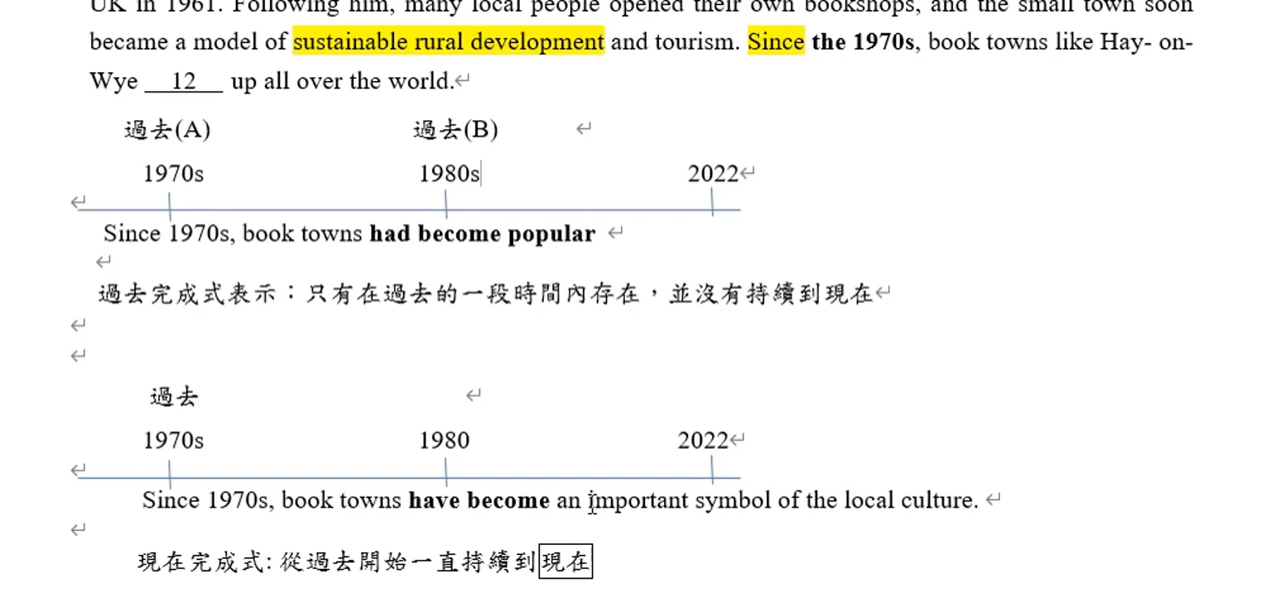 UK in 1961. Following him, many local people opened their own bookshops, and the small town soon
became a model of sustainable rural development and tourism. Since the 1970s, book towns like Hay- on-
Wye 12 up all over the world.
過去(A) 過去(B)
1970s 1980s 2022
Since 1970s, book towns had become popular
過去完成式表示：只有在過去的一段時間內存在，並沒有持續到現在
過去
1970s 1980 2022
Since 1970s, book towns have become an important symbol of the local culture.
現在完成式: 從過去開始一直持續到現在